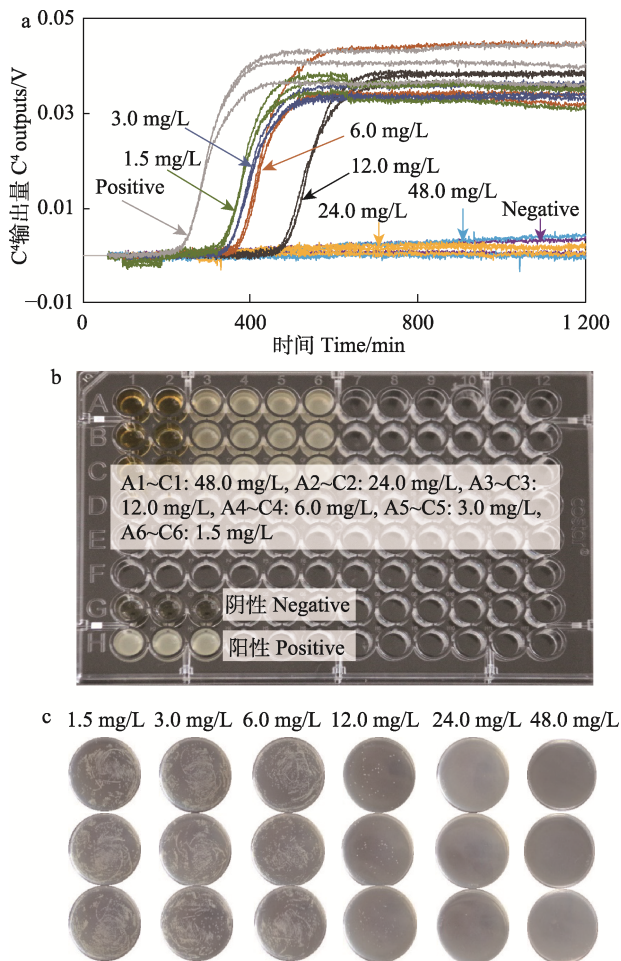 a
0.05
0.03
0.01
−0.01
C⁴输出量 C⁴ outputs/V
3.0 mg/L
6.0 mg/L
1.5 mg/L
12.0 mg/L
Positive
48.0 mg/L
24.0 mg/L
Negative
0
400
800
1 200
时间 Time/min
b
1 2 3 4 5 6 7 8 9 10 11 12
A
B
C
D
E
F
G
H
A1~C1: 48.0 mg/L, A2~C2: 24.0 mg/L, A3~C3:
12.0 mg/L, A4~C4: 6.0 mg/L, A5~C5: 3.0 mg/L,
A6~C6: 1.5 mg/L
阴性 Negative
阳性 Positive
c
1.5 mg/L 3.0 mg/L 6.0 mg/L 12.0 mg/L 24.0 mg/L 48.0 mg/L